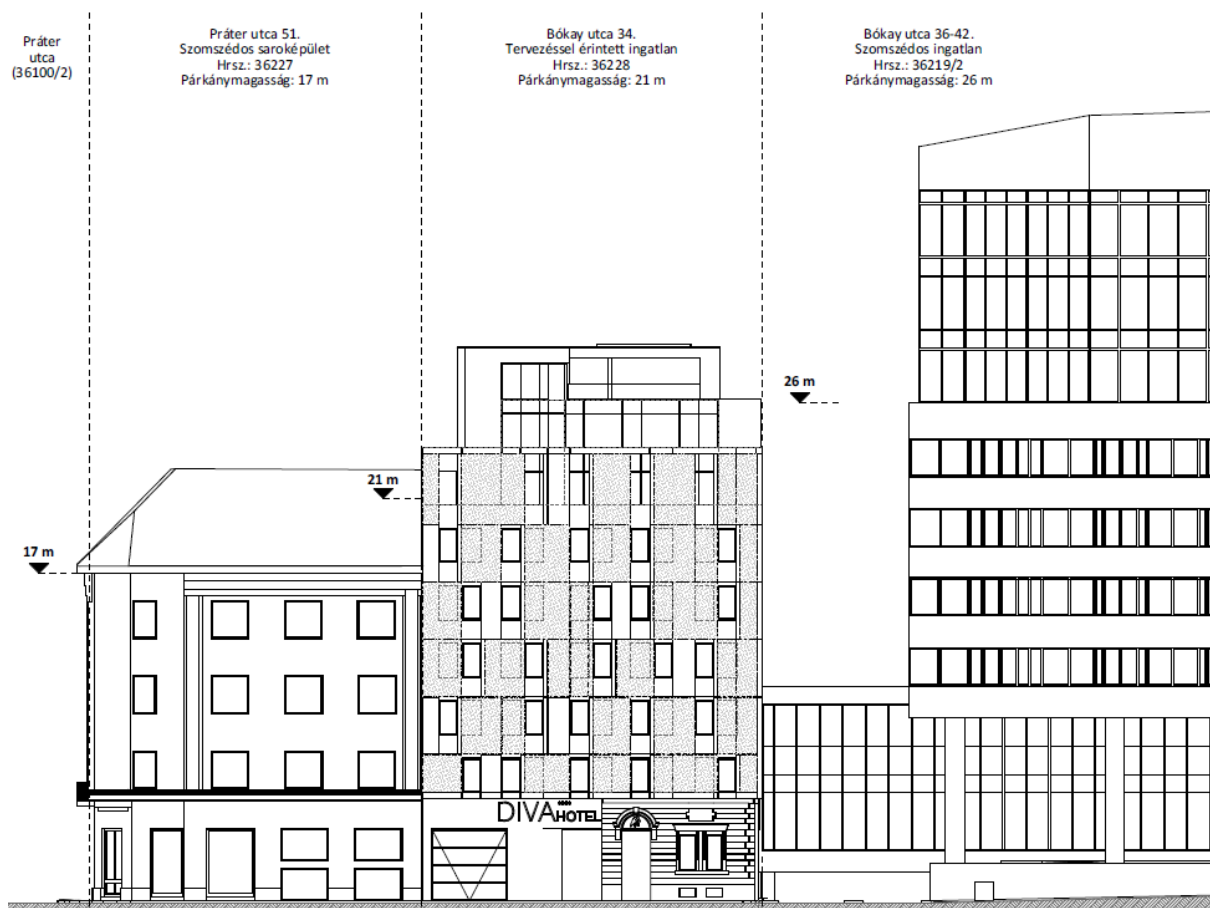 Práter
utca
(36100/2)
Práter utca 51.
Szomszédos saroképület
Hrsz.: 36227
Párkánymagasság: 17 m
Bókay utca 34.
Tervezéssel érintett ingatlan
Hrsz.: 36228
Párkánymagasság: 21 m
Bókay utca 36-42.
Szomszédos ingatlan
Hrsz.: 36219/2
Párkánymagasság: 26 m
26 m
21 m
17 m
DIVA HOTEL